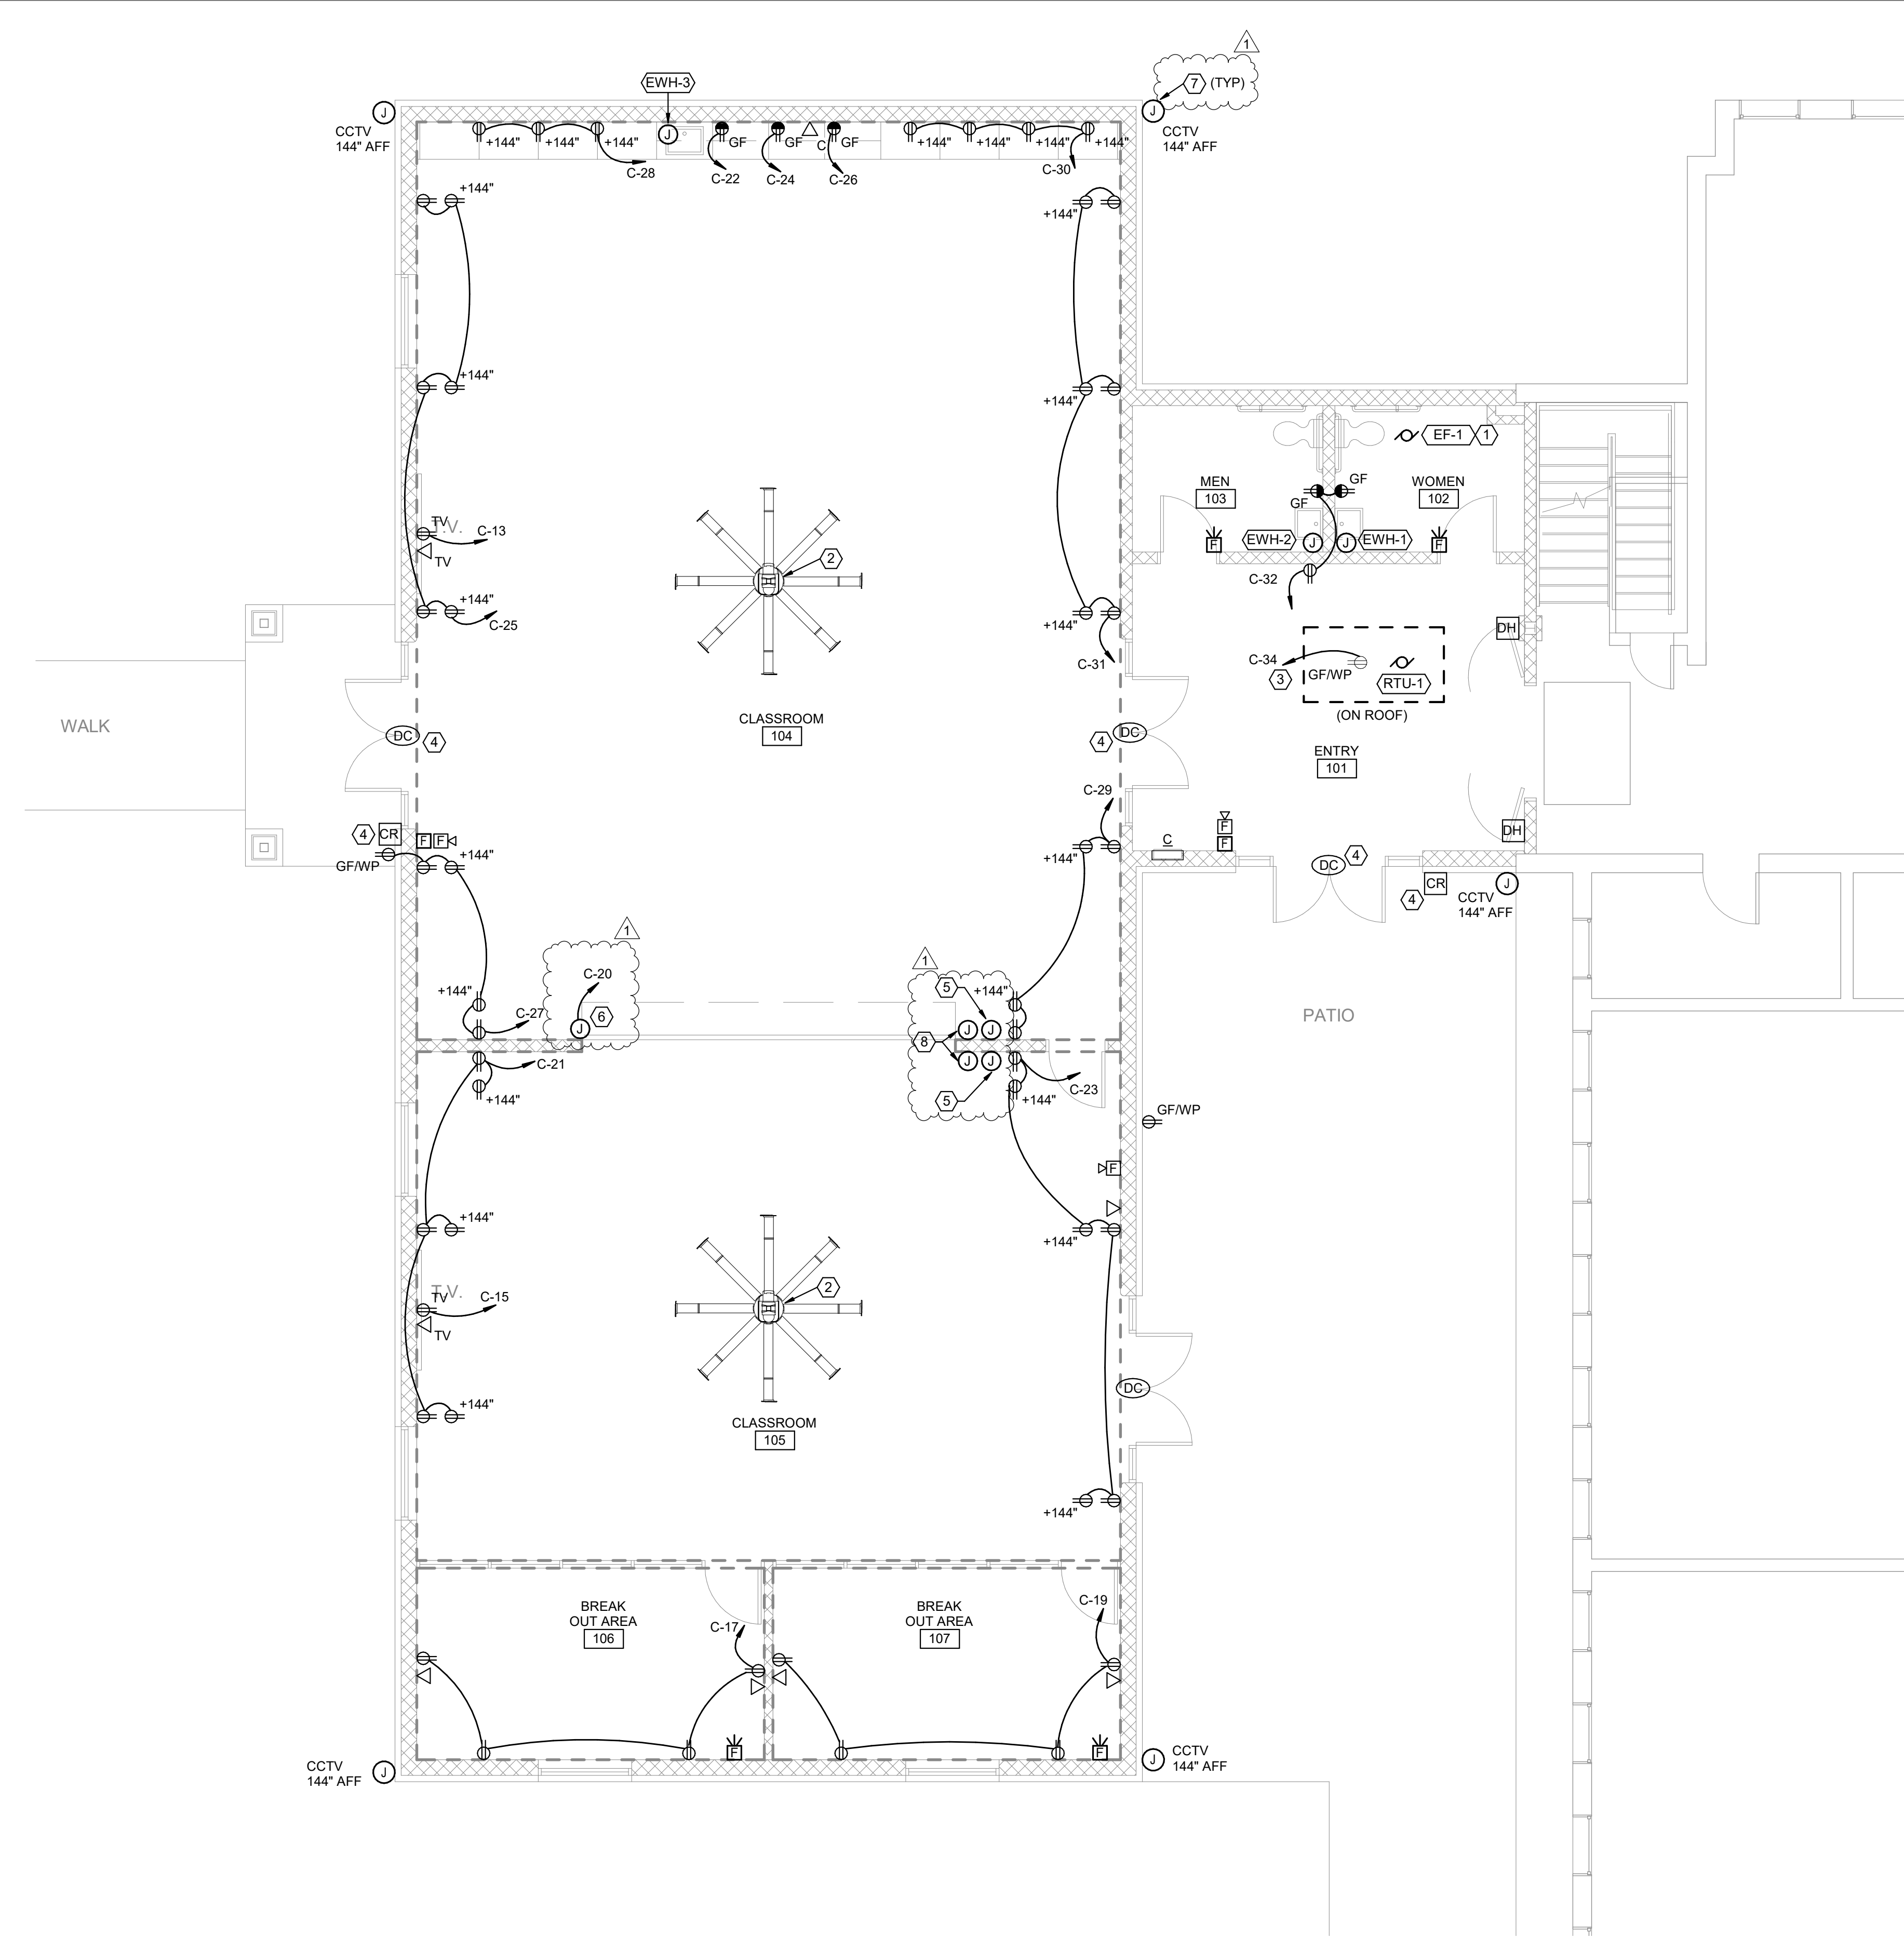 1
EWH-3
7 (TYP)
J
J
CCTV
144" AFF
CCTV
144" AFF
J
+144" +144" +144" GF GF C GF +144" +144" +144" +144"
C-28 C-22 C-24 C-26 C-30
+144"
+144"
+144"
+144"
EF-1 1
MEN
103
WOMEN
102
GF
GF
TV T.V. C-13
TV
F
EWH-2 J J EWH-1
F
2
C-32
+144"
C-25
+144"
C-31
DH
C-34
3
GF/WP
RTU-1
(ON ROOF)
CLASSROOM
104
WALK
DC 4
4 DC
ENTRY
101
C-29
4 CR F F
+144"
GF/WP
+144"
C
F
F
DH
DC 4
CR
4
J
CCTV
144" AFF
1
1
C-20
+144"
5 +144"
C-27
J 6
J J
8
J J
C-21
C-23
+144"
5
+144"
PATIO
GF/WP
F
+144"
+144"
TV T.V. C-15
TV
2
DC
+144"
CLASSROOM
105
+144"
BREAK
OUT AREA
106
C-17
BREAK
OUT AREA
107
C-19
F
F
CCTV
144" AFF
J
J
CCTV
144" AFF